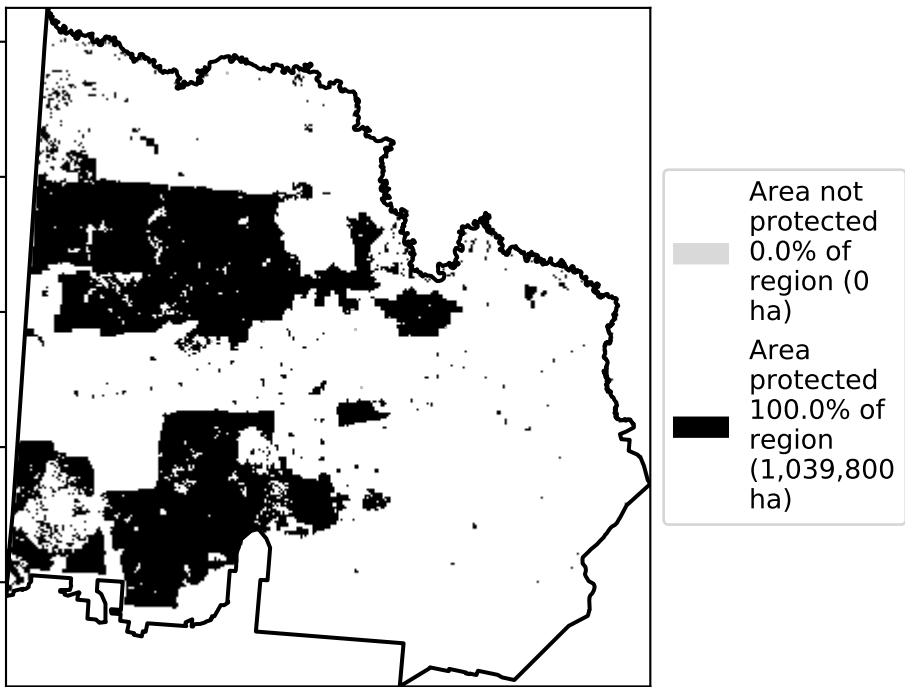 Area not
protected
0.0% of
region (0
ha)
Area
protected
100.0% of
region
(1,039,800
ha)